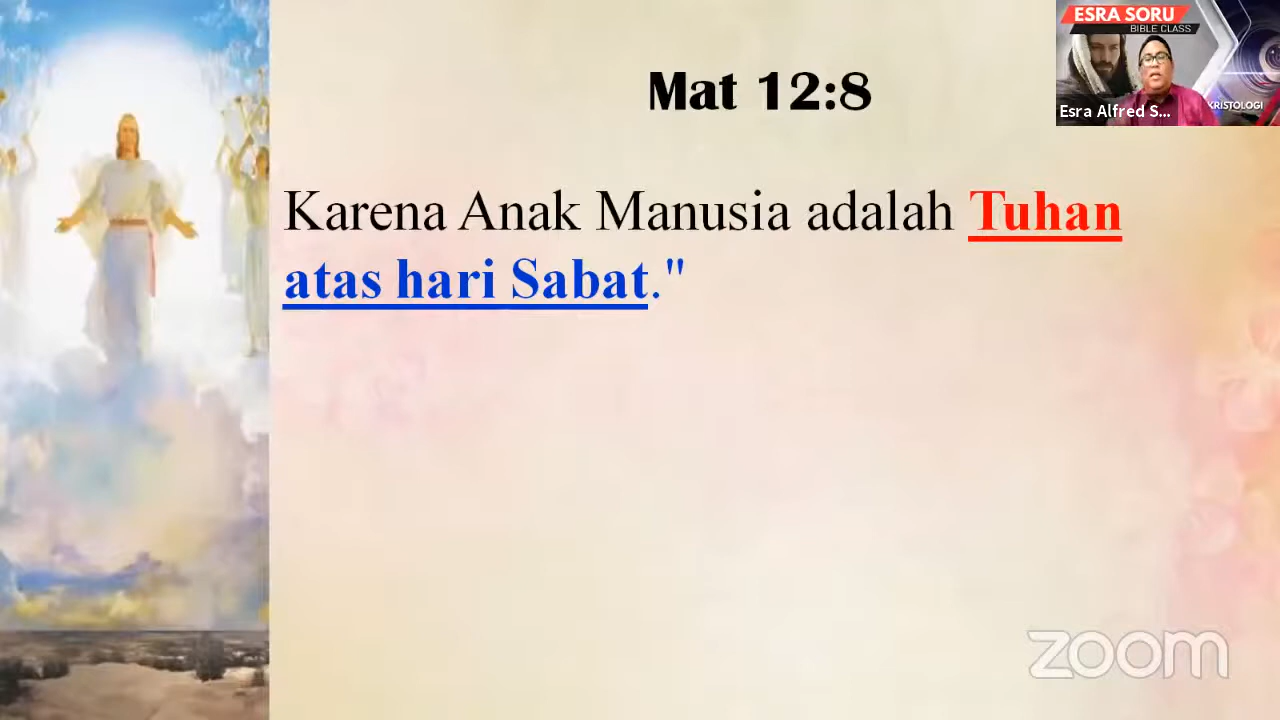 Mat 12:8
ESRA SORU
BIBLE CLASS
KRISTOLOGI
Esra Alfred S...
Karena Anak Manusia adalah Tuhan
atas hari Sabat."
zoom